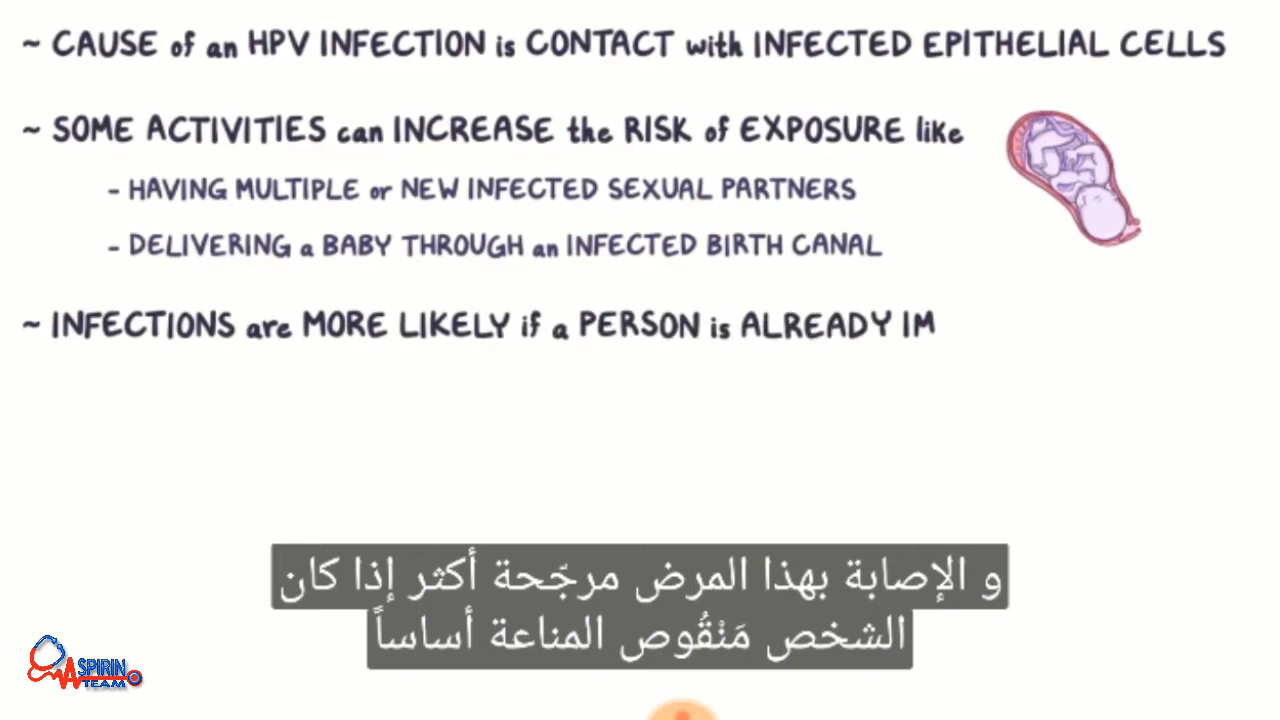 ~ CAUSE of an HPV INFECTION is CONTACT with INFECTED EPITHELIAL CELLS
~ SOME ACTIVITIES can INCREASE the RISK of EXPOSURE like
- HAVING MULTIPLE or NEW INFECTED SEXUAL PARTNERS
- DELIVERING a BABY THROUGH an INFECTED BIRTH CANAL
~ INFECTIONS are MORE LIKELY if a PERSON is ALREADY IM
و الإصابة بهذا المرض مرجّحة أكثر إذا كان
الشخص مَنْقُوص المناعة أساساً
ASPIRIN
TEAM